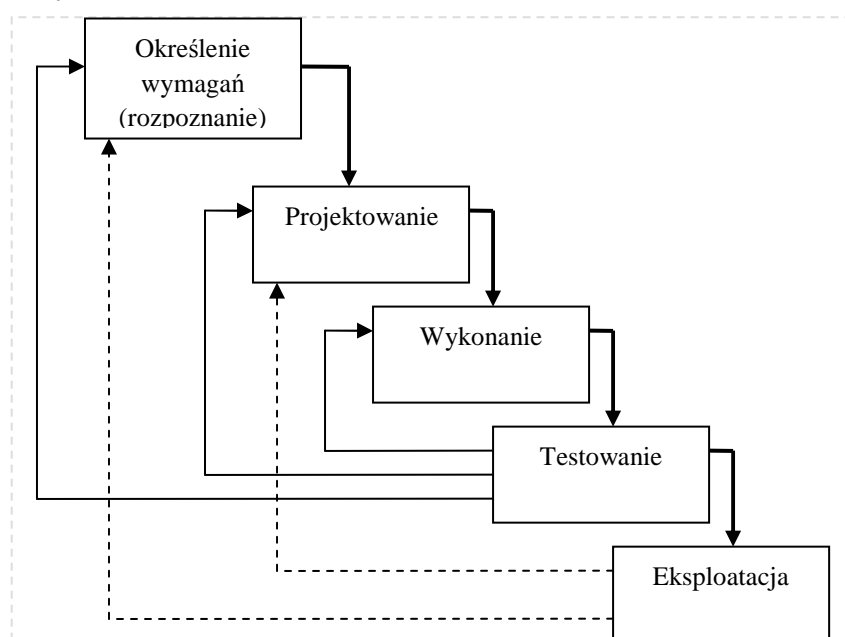 Określenie
wymagań
(rozpoznanie)
Projektowanie
Wykonanie
Testowanie
Eksploatacja